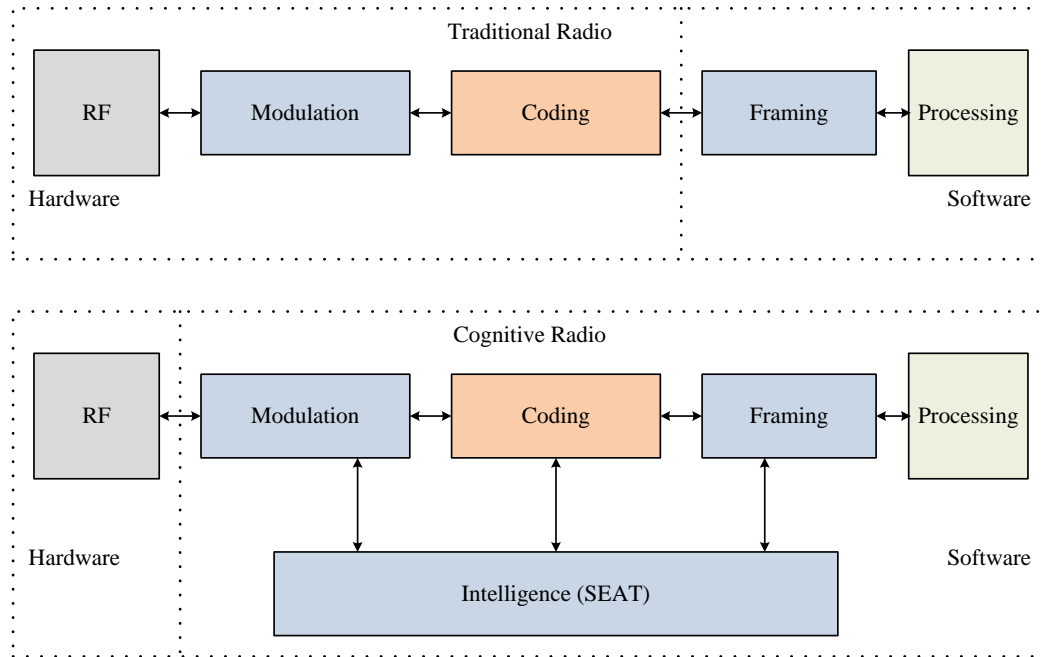 Traditional Radio
RF
Modulation
Coding
Framing
Processing
Hardware
Software
Cognitive Radio
RF
Modulation
Coding
Framing
Processing
Hardware
Software
Intelligence (SEAT)